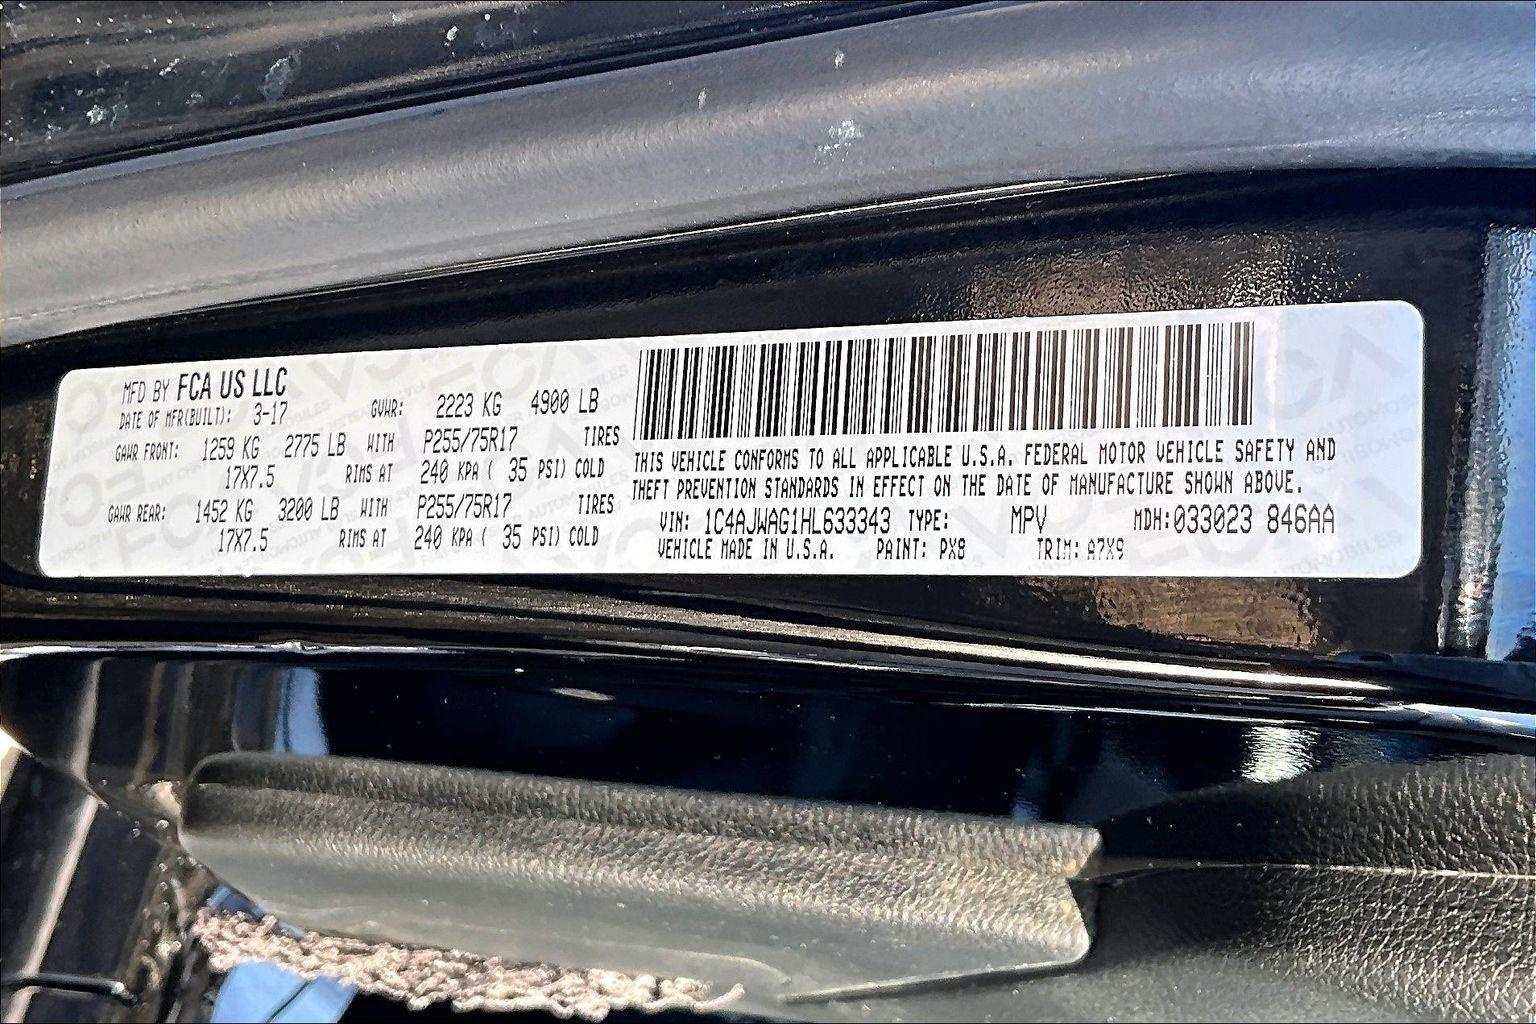 MFD BY FCA US LLC
DATE OF MFR(BUILT): 3-17 GVWR: 2223 KG 4900 LB
GAWR FRONT: 1259 KG 2775 LB WITH P255/75R17 TIRES
17X7.5 RIMS AT 240 KPA ( 35 PSI) COLD
GAWR REAR: 1452 KG 3200 LB WITH P255/75R17 TIRES
17X7.5 RIMS AT 240 KPA ( 35 PSI) COLD
THIS VEHICLE CONFORMS TO ALL APPLICABLE U.S.A. FEDERAL MOTOR VEHICLE SAFETY AND
THEFT PREVENTION STANDARDS IN EFFECT ON THE DATE OF MANUFACTURE SHOWN ABOVE.
VIN: 1C4AJWAG1HL633343 TYPE: MPV MDH:033023 846AA
VEHICLE MADE IN U.S.A. PAINT: PX8 TRIM: A7X9